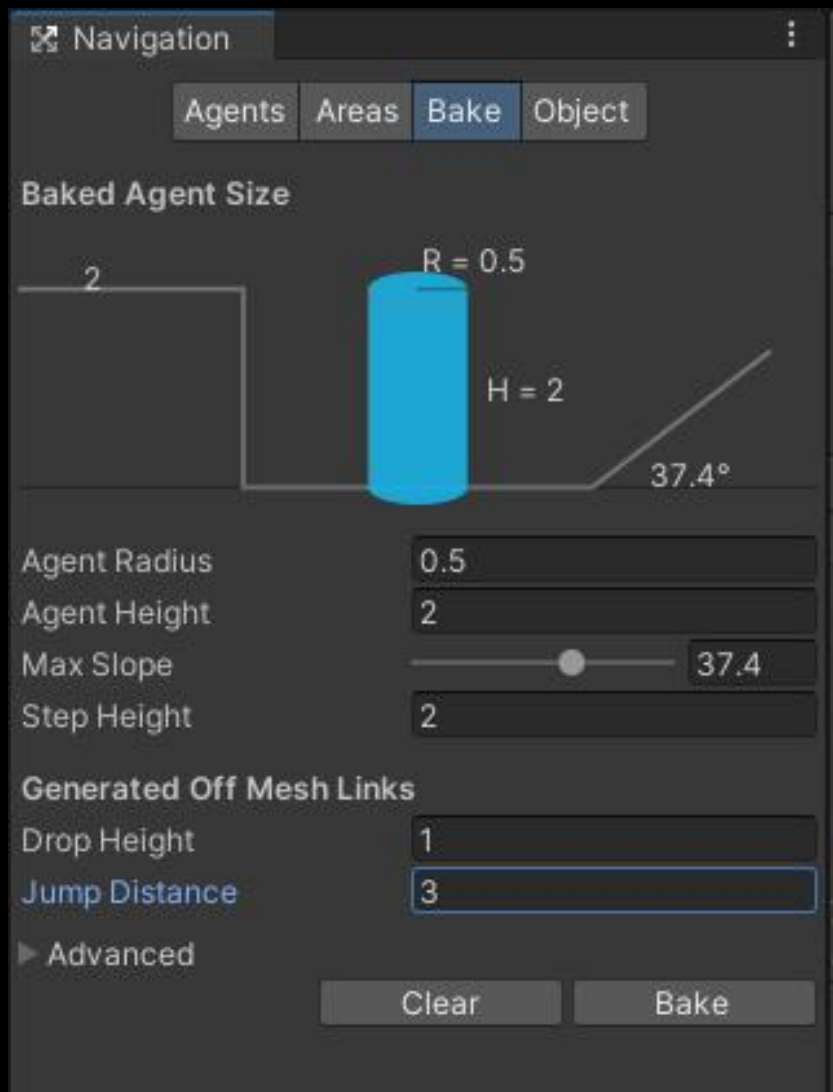 Navigation
Agents Areas Bake Object
Baked Agent Size
R = 0.5
2
H = 2
37.4°
Agent Radius 0.5
Agent Height 2
Max Slope 37.4
Step Height 2
Generated Off Mesh Links
Drop Height 1
Jump Distance 3
Advanced
Clear Bake